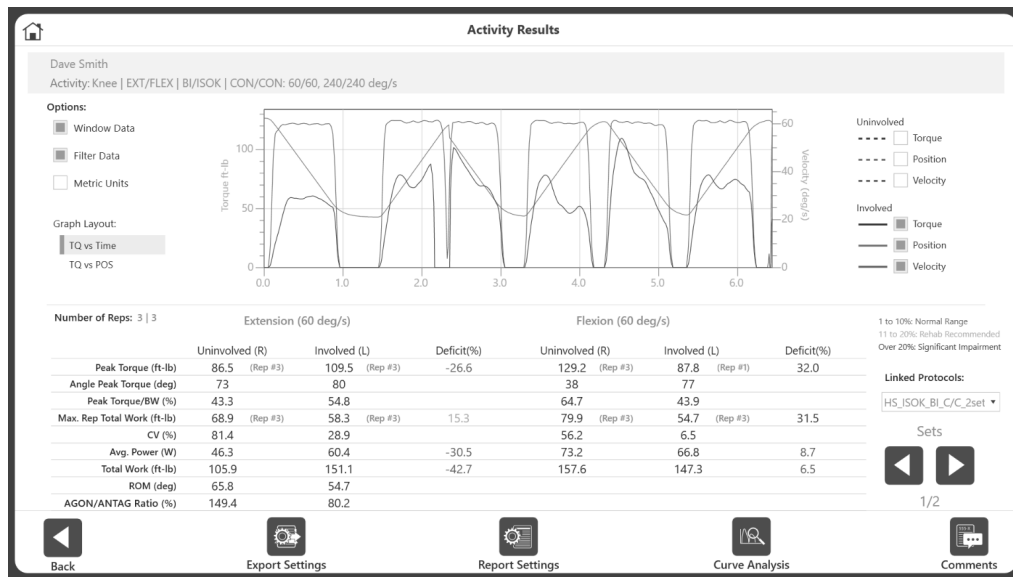 Activity Results
Dave Smith
Activity: Knee | EXT/FLEX | BI/ISOK | CON/CON: 60/60, 240/240 deg/s
Options:
Window Data
Filter Data
Metric Units
Graph Layout:
TQ vs Time
TQ vs POS
Torque ft-lb
100
50
0
0.0 1.0 2.0 3.0 4.0 5.0 6.0
Velocity (deg/s)
60
40
20
0
Uninvolved
Torque
Position
Velocity
Involved
Torque
Position
Velocity
Number of Reps: 3 | 3
Extension (60 deg/s) Flexion (60 deg/s)
Uninvolved (R) Involved (L) Deficit(%) Uninvolved (R) Involved (L) Deficit(%)
Peak Torque (ft-lb) 86.5 (Rep #3) 109.5 (Rep #3) -26.6 129.2 (Rep #3) 87.8 (Rep #1) 32.0
Angle Peak Torque (deg) 73 80 38 77
Peak Torque/BW (%) 43.3 54.8 64.7 43.9
Max. Rep Total Work (ft-lb) 68.9 (Rep #3) 58.3 (Rep #3) 15.3 79.9 (Rep #3) 54.7 (Rep #3) 31.5
CV (%) 81.4 28.9 56.2 6.5
Avg. Power (W) 46.3 60.4 -30.5 73.2 66.8 8.7
Total Work (ft-lb) 105.9 151.1 -42.7 157.6 147.3 6.5
ROM (deg) 65.8 54.7
AGON/ANTAG Ratio (%) 149.4 80.2
1 to 10%: Normal Range
11 to 20%: Rehab Recommended
Over 20%: Significant Impairment
Linked Protocols:
HS_ISOK_BI_C/C_2set
Sets
1/2
Back
Export Settings
Report Settings
Curve Analysis
Comments